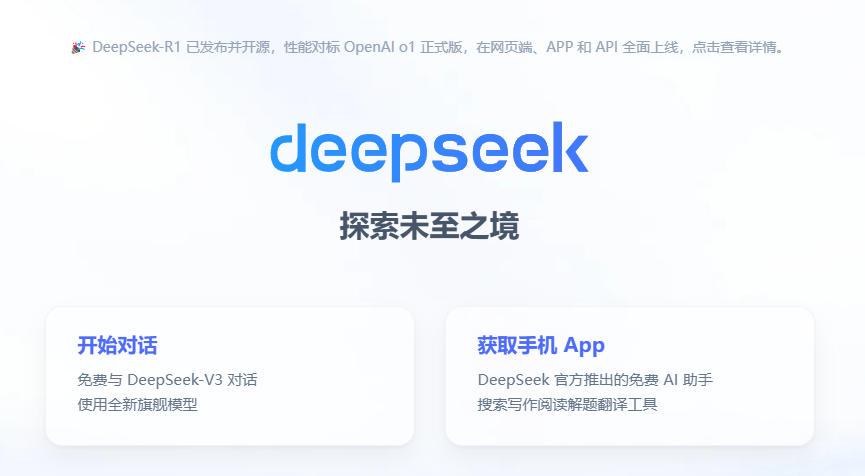 🎉 DeepSeek-R1 已发布并开源，性能对标 OpenAI o1 正式版，在网页端、APP 和 API 全面上线，点击查看详情。
deepseek
探索未至之境
开始对话
免费与 DeepSeek-V3 对话
使用全新旗舰模型
获取手机 App
DeepSeek 官方推出的免费 AI 助手
搜索写作阅读解题翻译工具